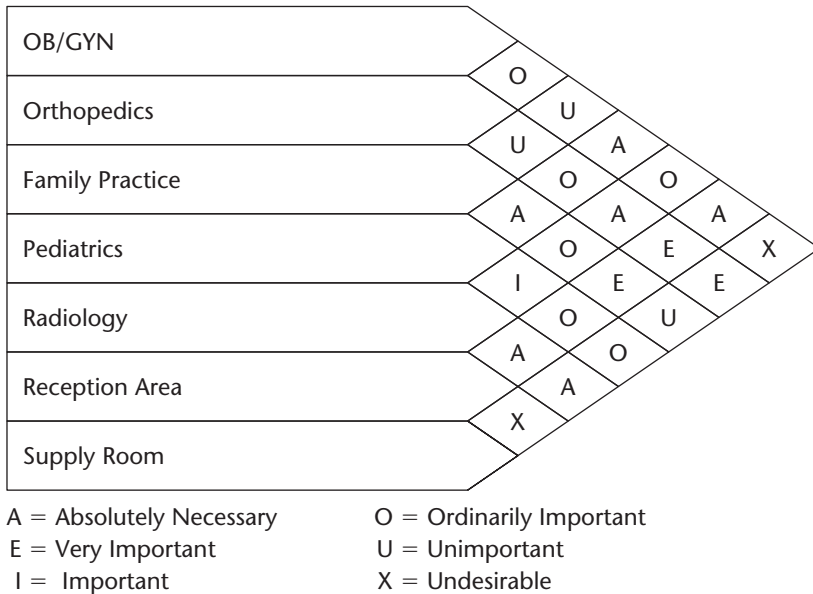 OB/GYN
O
Orthopedics U
U A
Family Practice O O
A A A
Pediatrics O E X
I E E
Radiology O U
A O
Reception Area A
X
Supply Room
A = Absolutely Necessary O = Ordinarily Important
E = Very Important U = Unimportant
I = Important X = Undesirable